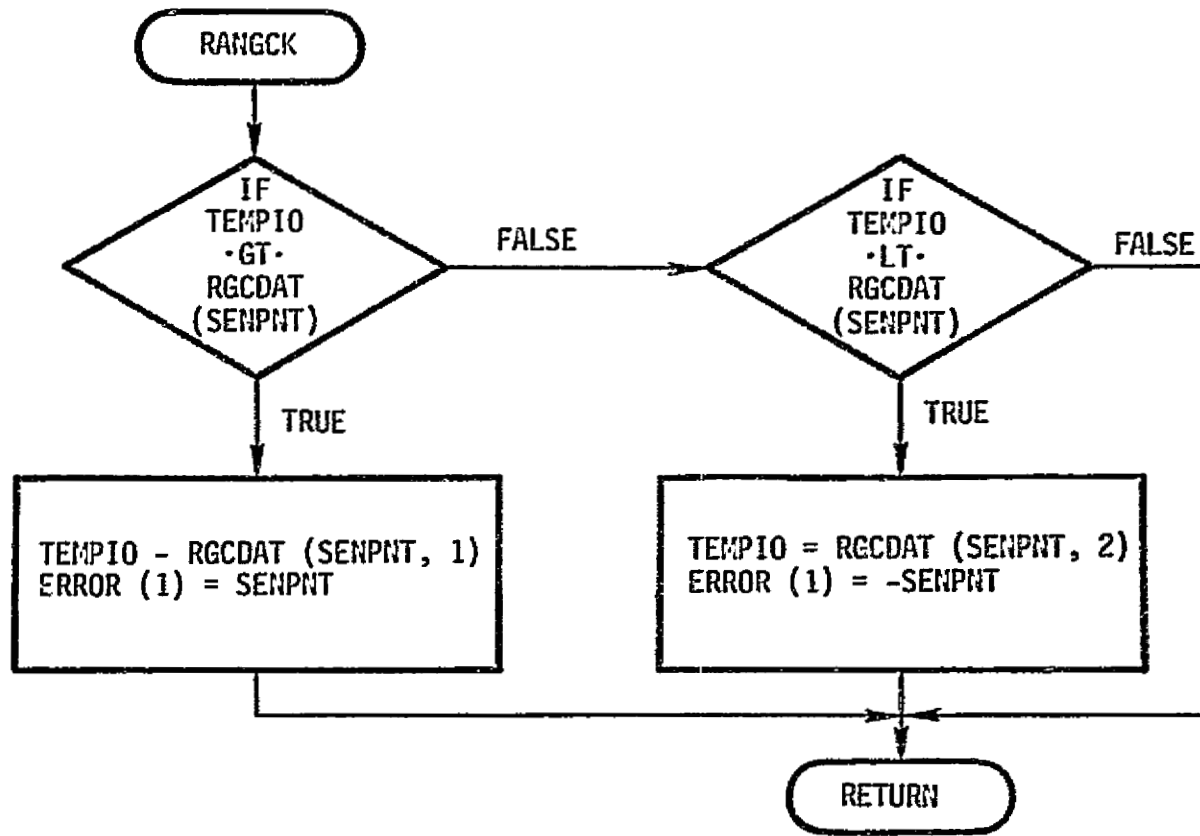 RANGCK
IF
TEMPIO
·GT·
RGCDAT
(SENPNT)
FALSE
IF
TEMPIO
·LT·
RGCDAT
(SENPNT)
FALSE
TRUE
TRUE
TEMPIO - RGCDAT (SENPNT, 1)
ERROR (1) = SENPNT
TEMPIO = RGCDAT (SENPNT, 2)
ERROR (1) = -SENPNT
RETURN